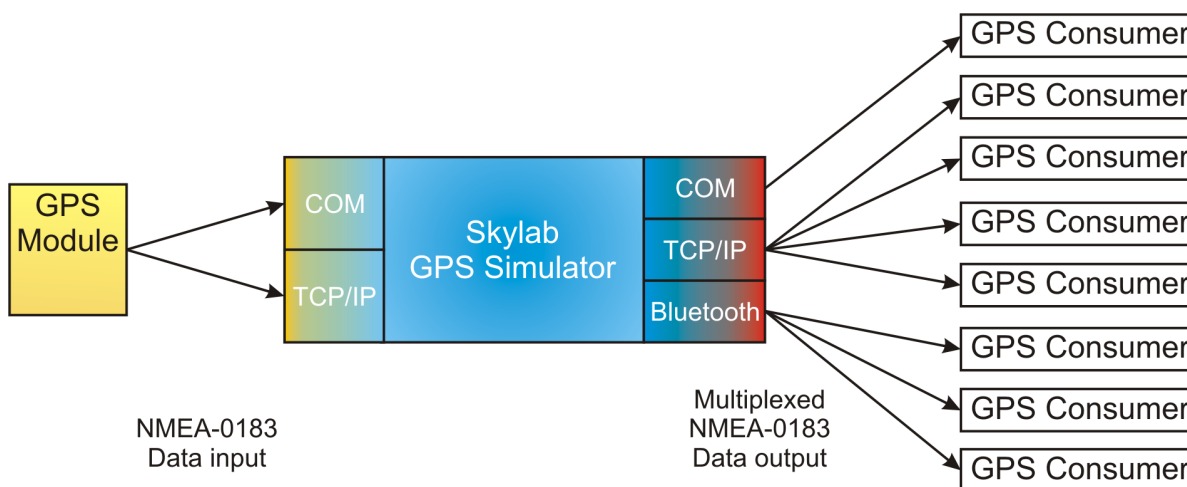 GPS
Module
NMEA-0183
Data input
COM
TCP/IP
Skylab
GPS Simulator
COM
TCP/IP
Bluetooth
Multiplexed
NMEA-0183
Data output
GPS Consumer
GPS Consumer
GPS Consumer
GPS Consumer
GPS Consumer
GPS Consumer
GPS Consumer
GPS Consumer